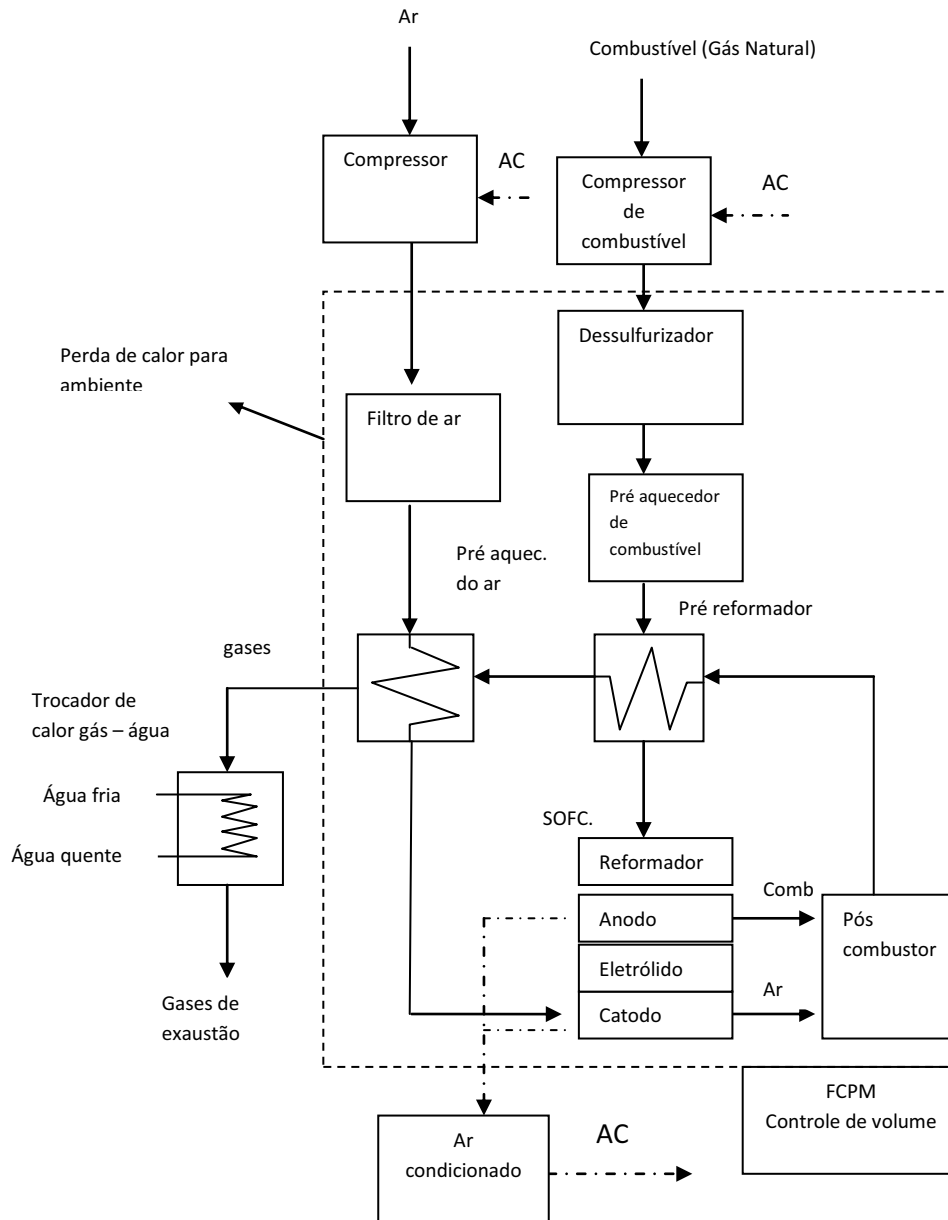 Ar
Combustível (Gás Natural)
Compressor
AC
Compressor
de
combustível
AC
Dessulfurizador
Perda de calor para
ambiente
Filtro de ar
Pré aquecedor
de
combustível
Pré aquec.
do ar
Pré reformador
gases
Trocador de
calor gás – água
Água fria
Água quente
SOFC.
Reformador
Comb
Anodo
Pós
combustor
Eletrólido
Ar
Catodo
Gases de
exaustão
FCPM
Controle de volume
Ar
condicionado
AC